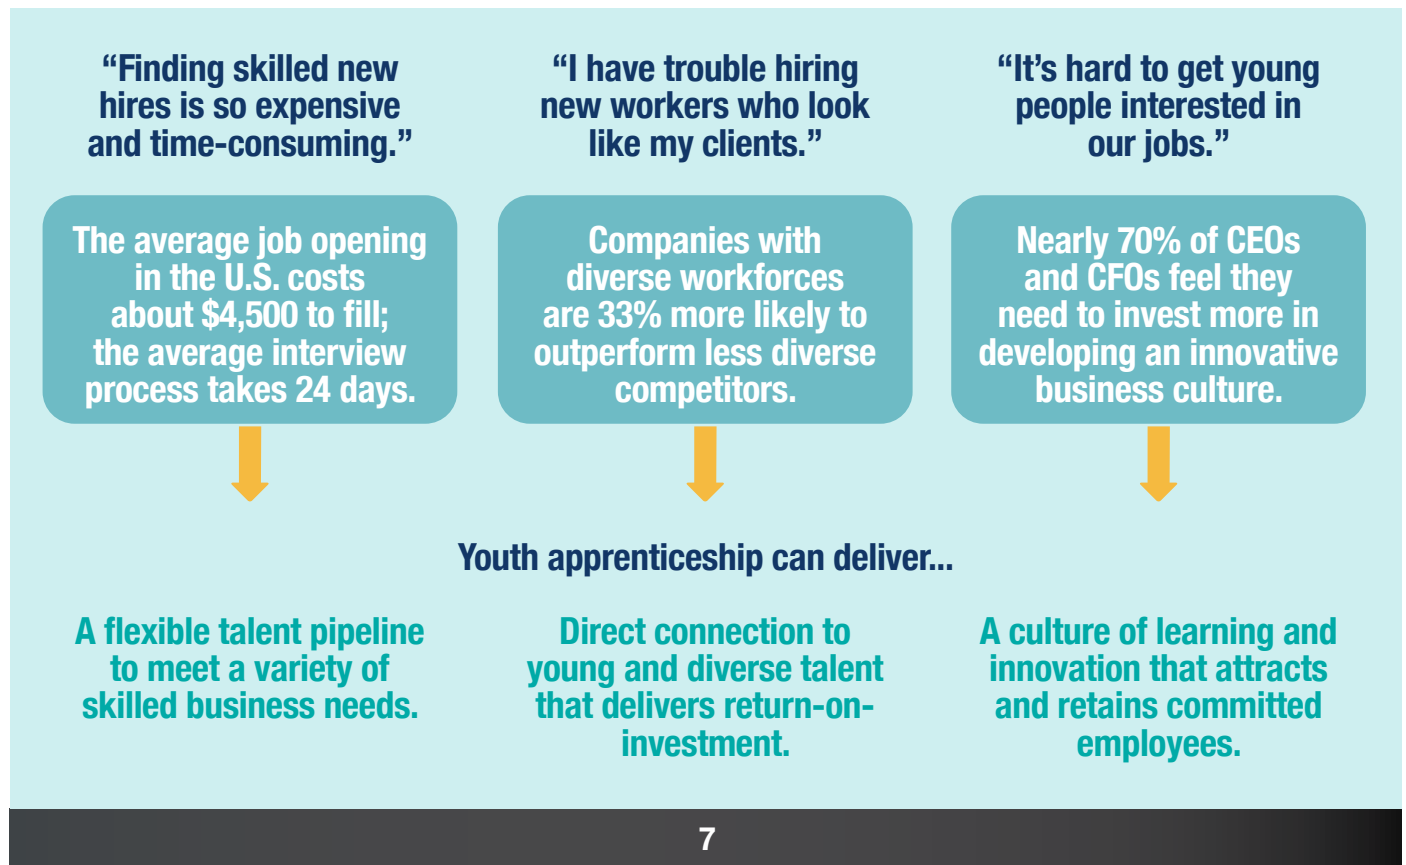 “Finding skilled new
hires is so expensive
and time-consuming.”
“I have trouble hiring
new workers who look
like my clients.”
“It’s hard to get young
people interested in
our jobs.”
The average job opening
in the U.S. costs
about $4,500 to fill;
the average interview
process takes 24 days.
Companies with
diverse workforces
are 33% more likely to
outperform less diverse
competitors.
Nearly 70% of CEOs
and CFOs feel they
need to invest more in
developing an innovative
business culture.
Youth apprenticeship can deliver...
A flexible talent pipeline
to meet a variety of
skilled business needs.
Direct connection to
young and diverse talent
that delivers return-on-
investment.
A culture of learning and
innovation that attracts
and retains committed
employees.
7